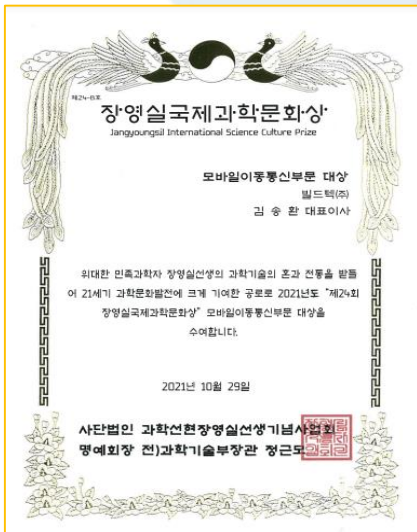 제24-8호
장영실국제과학문화상
Jangyoungsil International Science Culture Prize
모바일이동통신부문 대상
빌드텍(주)
김 송 환 대표이사
위대한 민족과학자 장영실선생의 과학기술의 혼과 전통을 받들
어 21세기 과학문화발전에 크게 기여한 공로로 2021년도 "제24회
장영실국제과학문화상" 모바일이동통신부문 대상을
수여합니다.
2021년 10월 29일
사단법인 과학선현장영실선생기념사업회
명예회장 전)과학기술부장관 정근모